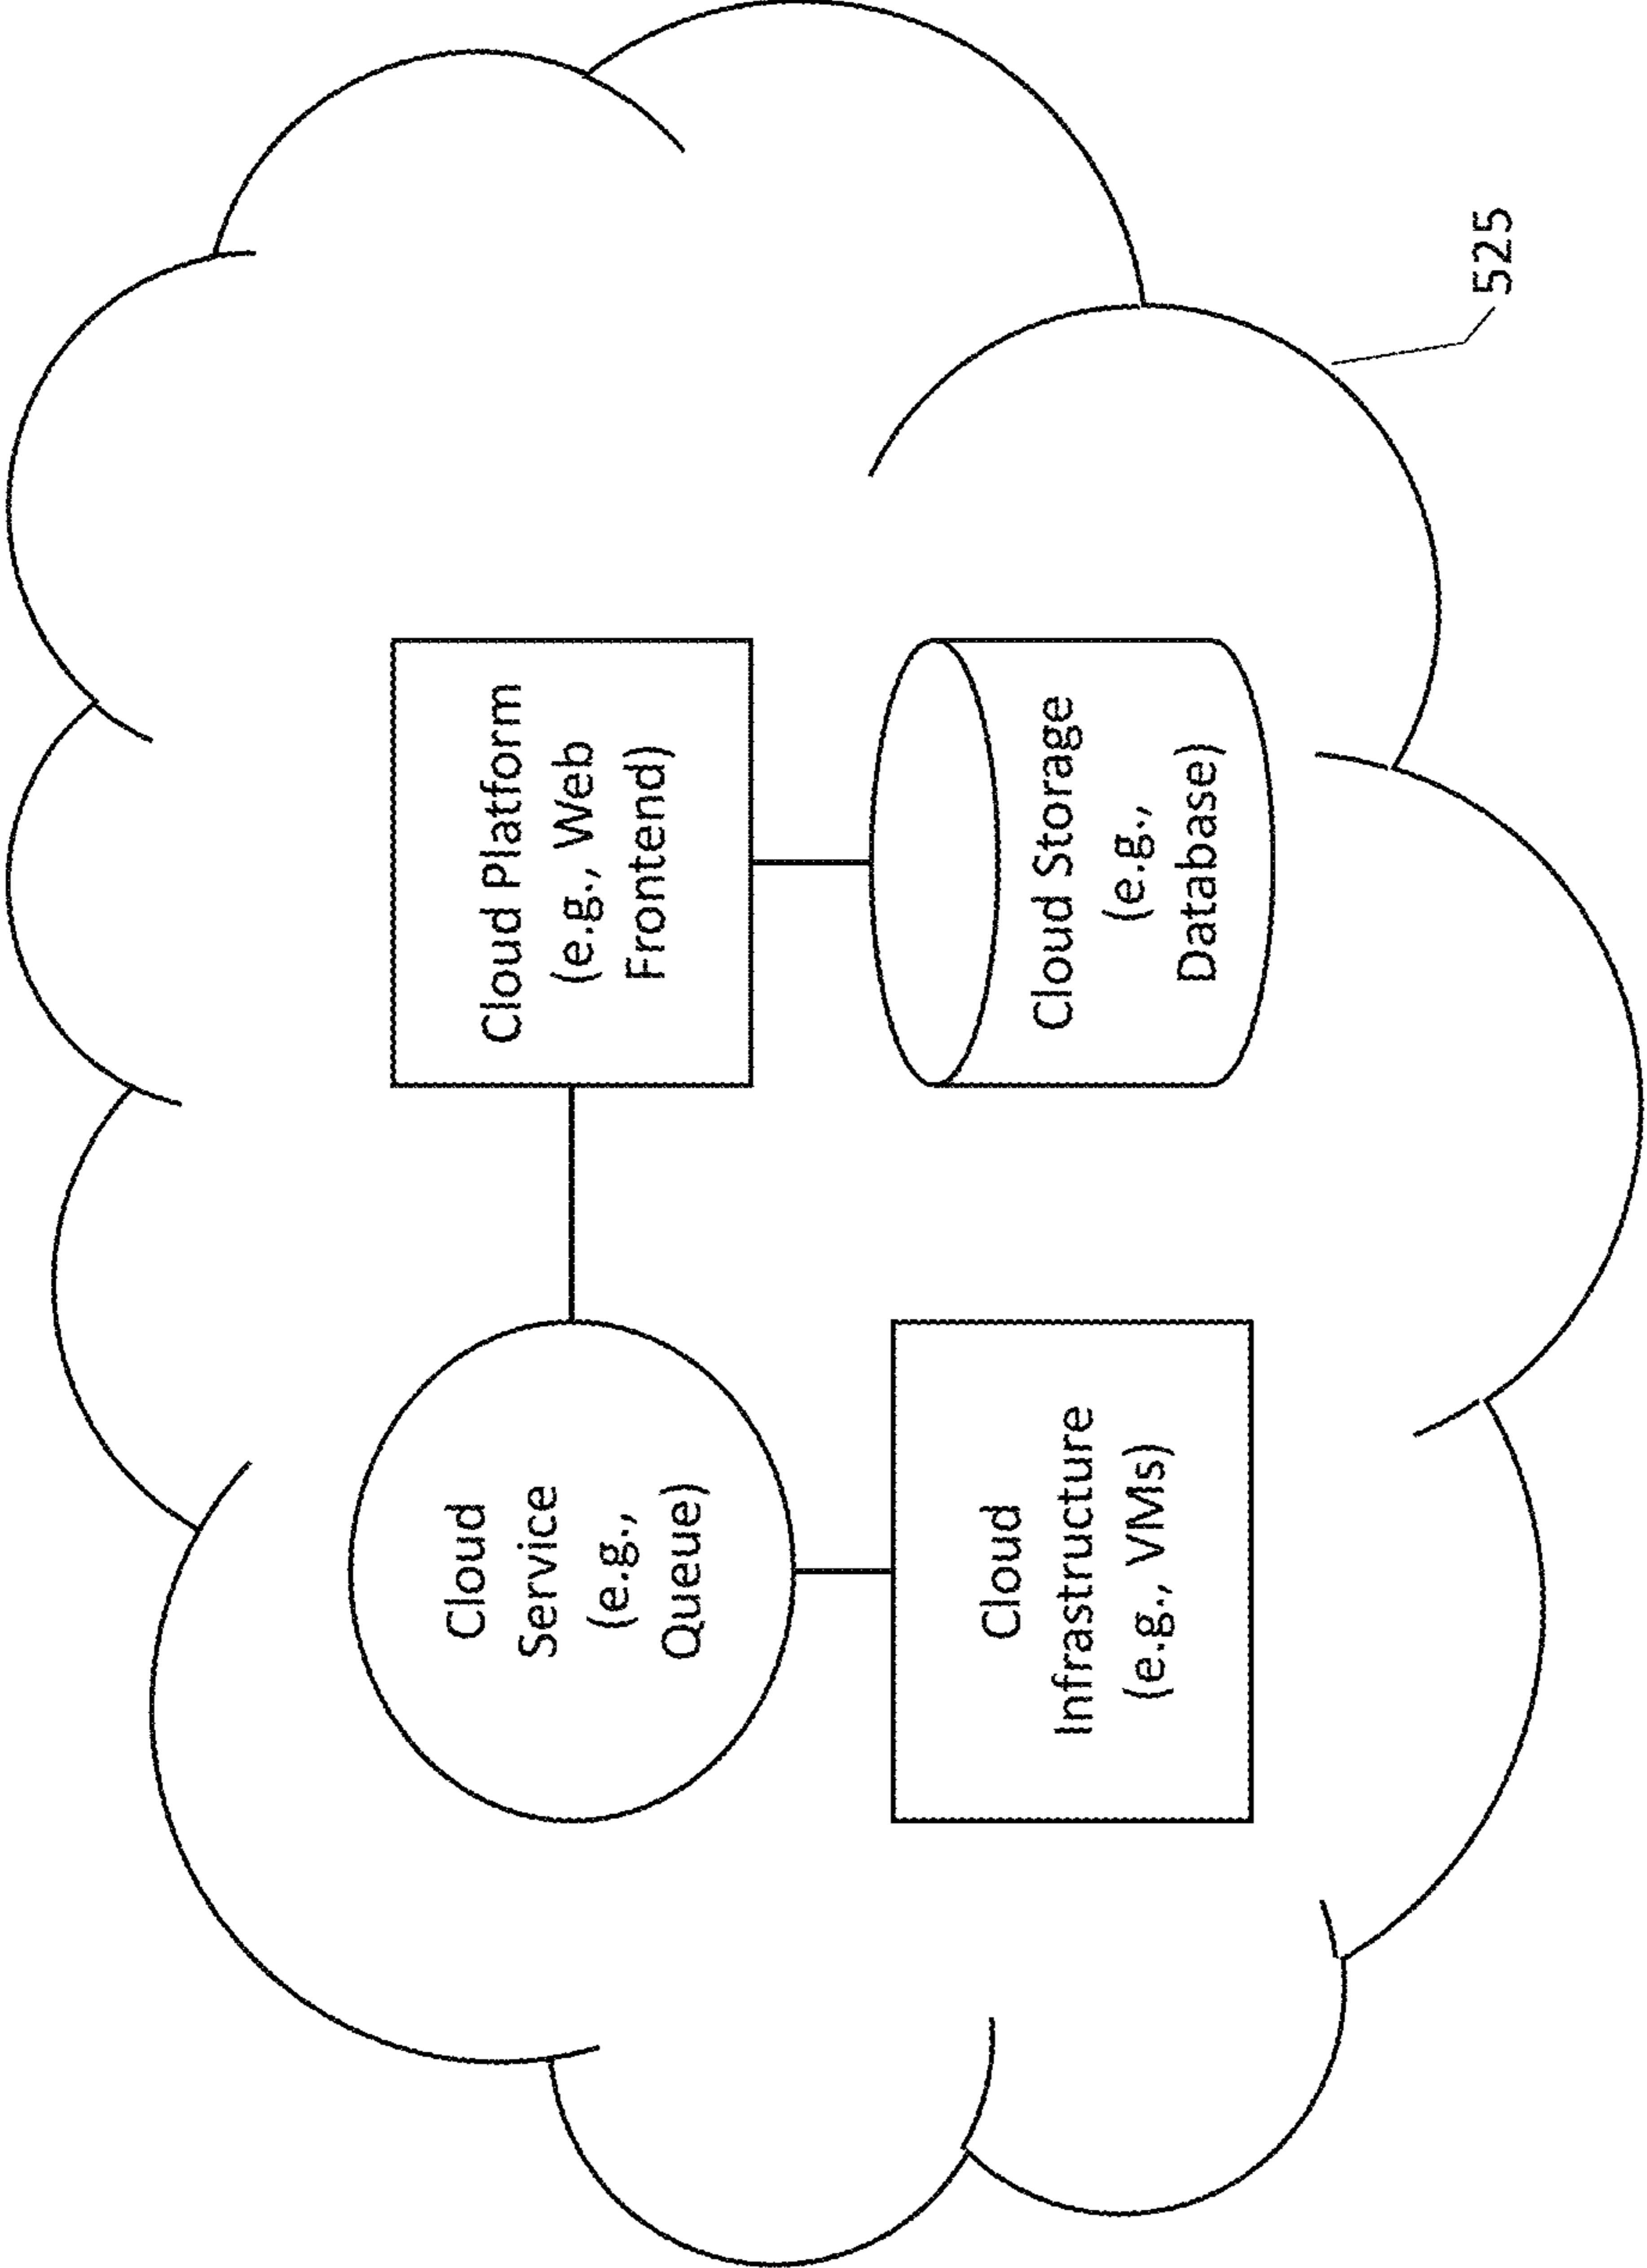 Cloud
Service
(e.g.,
Queue)
Cloud Platform
(e.g., Web
Frontend)
Cloud
Infrastructure
(e.g., VMs)
Cloud Storage
(e.g.,
Database)
525